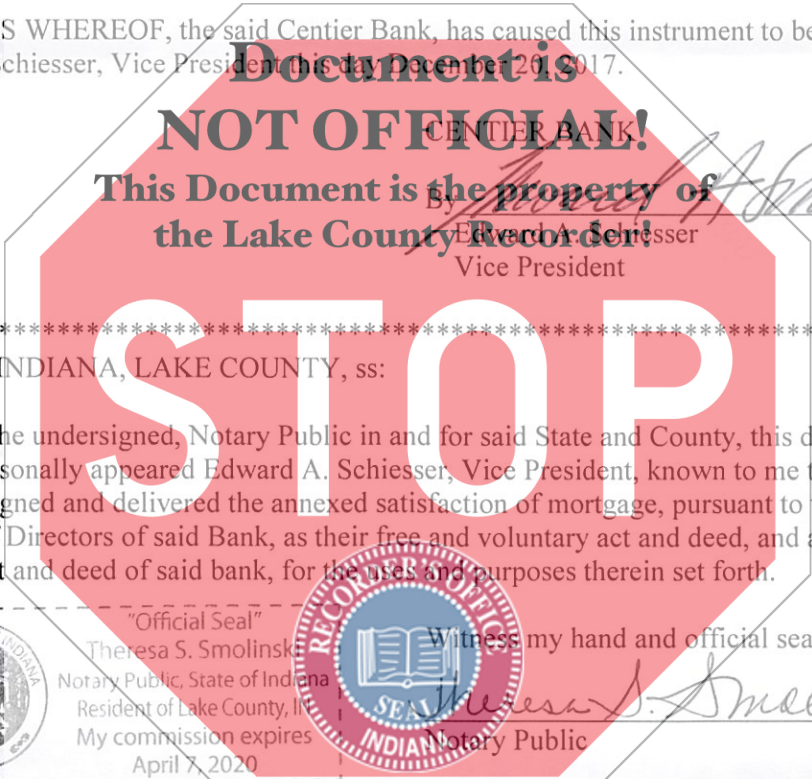 S WHEREOF, the said Centier Bank, has caused this instrument to be
chiesser, Vice President this day December 20, 2017.
Document is
NOT OFFICIAL!
This Document is the property of
the Lake County Recorder!
CENTIER BANK
By
Edward A. Schiesser
Vice President
STOP
INDIANA, LAKE COUNTY, ss:
he undersigned, Notary Public in and for said State and County, this d
sonally appeared Edward A. Schiesser, Vice President, known to me
gned and delivered the annexed satisfaction of mortgage, pursuant to
Directors of said Bank, as their free and voluntary act and deed, and a
t and deed of said bank, for the uses and purposes therein set forth.
"Official Seal"
Theresa S. Smolinski
Notary Public, State of Indiana
Resident of Lake County, IN
My commission expires
April 7, 2020
RECORDER'S OFFICE
SEAL
INDIANA
Witness my hand and official sea
Theresa S. Smol
Notary Public
INDIANA